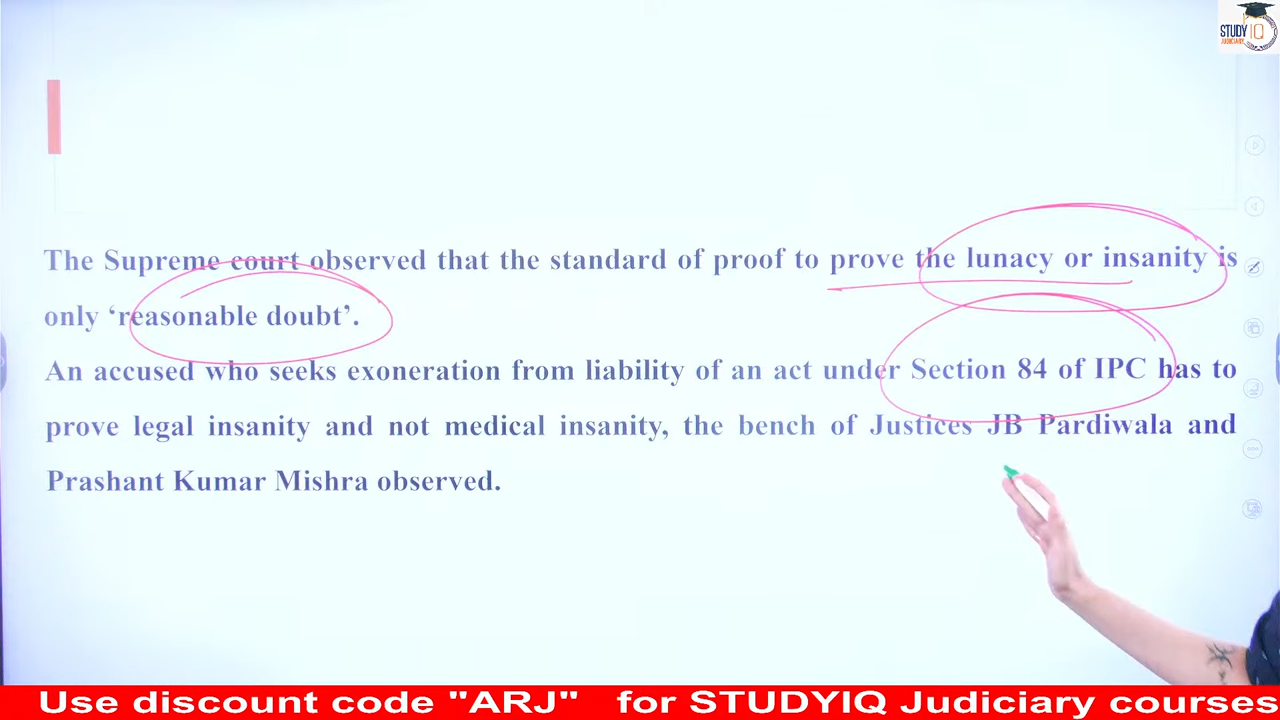 STUDY IQ
JUDICIARY
The Supreme court observed that the standard of proof to prove the lunacy or insanity is
only ‘reasonable doubt’.
An accused who seeks exoneration from liability of an act under Section 84 of IPC has to
prove legal insanity and not medical insanity, the bench of Justices JB Pardiwala and
Prashant Kumar Mishra observed.
Use discount code "ARJ" for STUDYIQ Judiciary courses